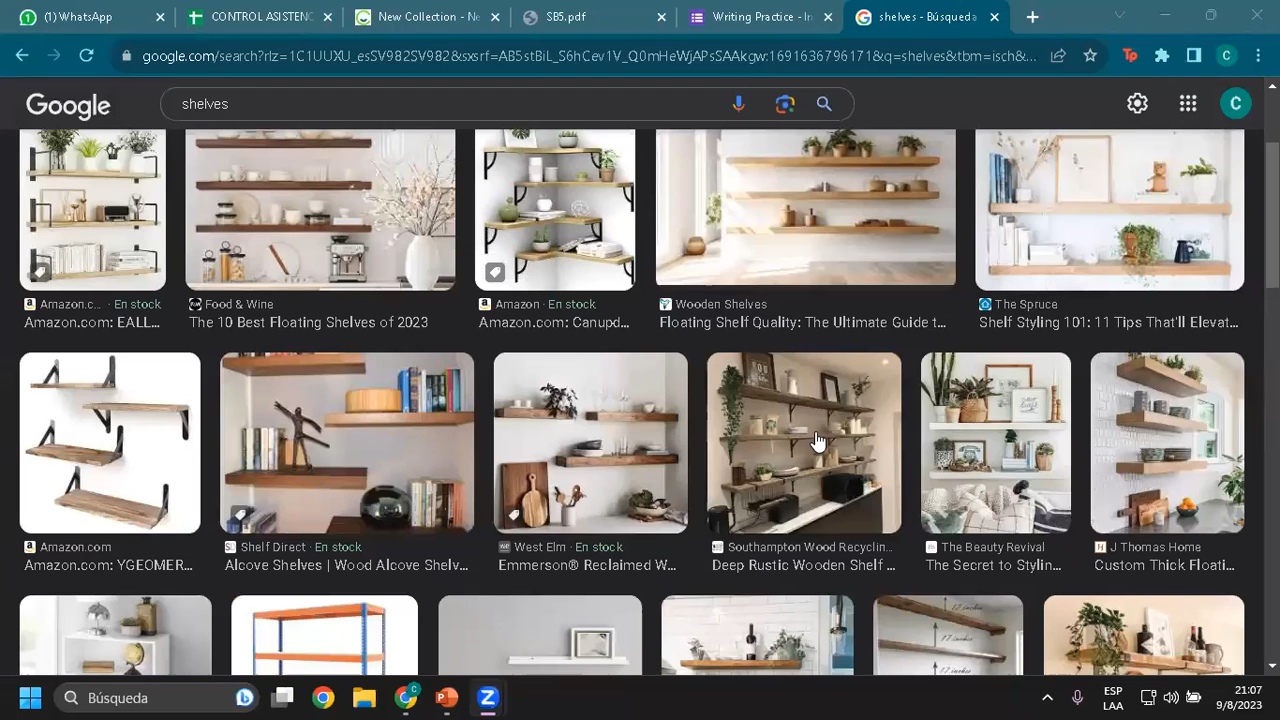 (1) WhatsApp
CONTROL ASISTENC
New Collection - Ne
SB5.pdf
Writing Practice - In
shelves - Búsqueda
google.com/search?rlz=1C1UUXU_esSV982SV982&sxsrf=AB5stBiL_S6hCev1V_Q0mHeWjAPsSAAkgw:1691636796171&q=shelves&tbm=isch&...
C
Google
shelves
C
Amazon.c... · En stock
Amazon.com: EALL...
Food & Wine
The 10 Best Floating Shelves of 2023
Amazon · En stock
Amazon.com: Canupd...
Wooden Shelves
Floating Shelf Quality: The Ultimate Guide t...
The Spruce
Shelf Styling 101: 11 Tips That'll Elevat...
Amazon.com
Amazon.com: YGEOMER...
Shelf Direct · En stock
Alcove Shelves | Wood Alcove Shelv...
West Elm · En stock
Emmerson® Reclaimed W...
Southampton Wood Recyclin...
Deep Rustic Wooden Shelf ...
The Beauty Revival
The Secret to Stylin...
J Thomas Home
Custom Thick Floati...
12 inches
12 inches
Búsqueda
ESP
LAA
21:07
9/8/2023